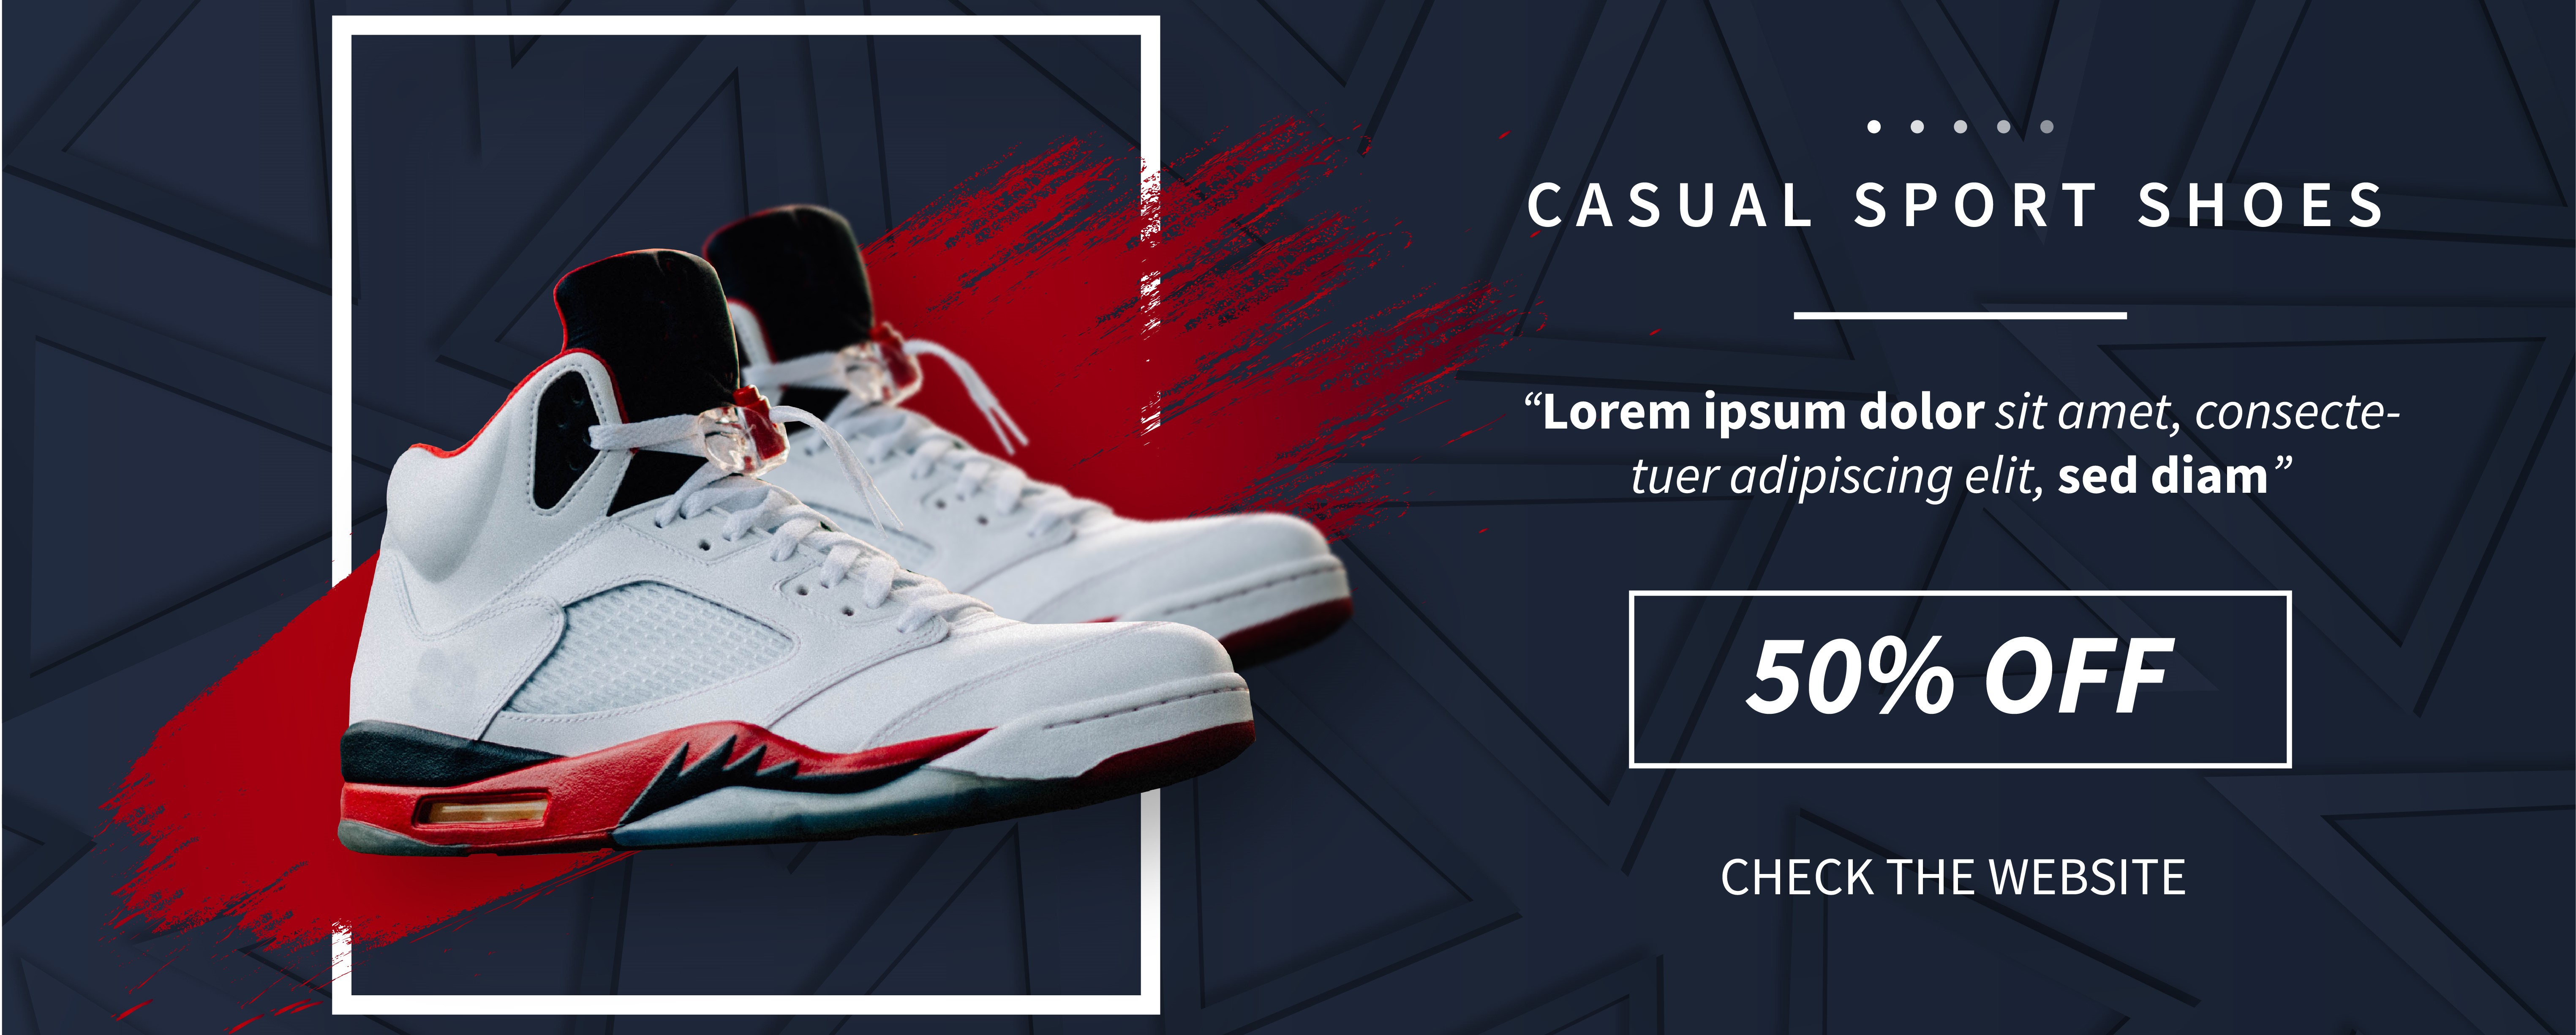 CASUAL SPORT SHOES
“Lorem ipsum dolor sit amet, consecte-
tuer adipiscing elit, sed diam”
50% OFF
CHECK THE WEBSITE